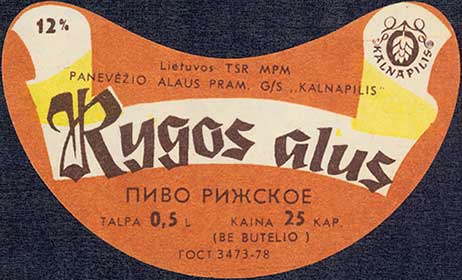 12%
KALNAPILIS
Lietuvos TSR MPM
PANEVĖŽIO ALAUS PRAM. G/S „KALNAPILIS"
Rygos alus
ПИВО РИЖСКОЕ
TALPA 0,5 L KAINA 25 KAP.
(BE BUTELIO)
ГОСТ 3473-78